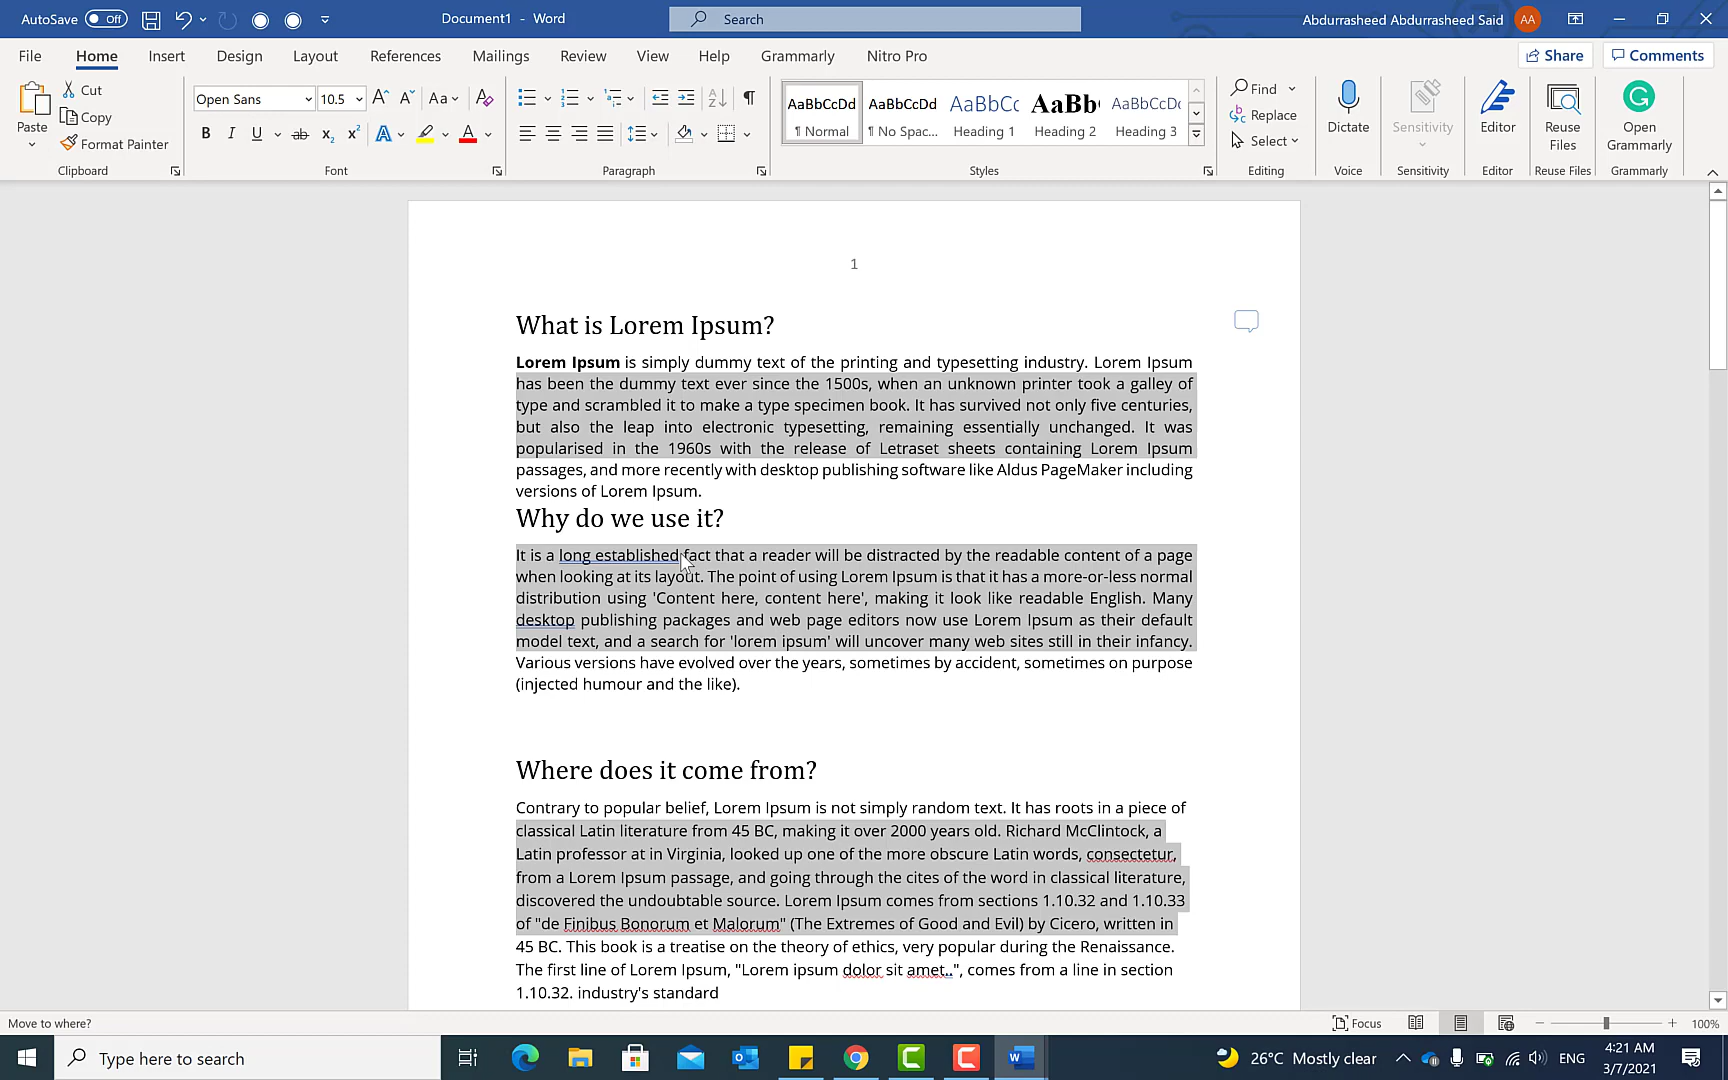 AutoSave Off Document1 - Word Search Abdurrasheed Abdurrasheed Said AA
File Home Insert Design Layout References Mailings Review View Help Grammarly Nitro Pro Share Comments
Paste
Cut
Copy
Format Painter
Clipboard
Open Sans 10.5
Font
Paragraph
AaBbCcDd AaBbCcDd AaBbCc AaBb AaBbCcDc
¶ Normal ¶ No Spac... Heading 1 Heading 2 Heading 3
Styles
Find
Replace
Select
Editing
Dictate
Voice
Sensitivity
Sensitivity
Editor
Editor
Reuse
Files
Reuse Files
Open
Grammarly
Grammarly
1
What is Lorem Ipsum?
Lorem Ipsum is simply dummy text of the printing and typesetting industry. Lorem Ipsum
has been the dummy text ever since the 1500s, when an unknown printer took a galley of
type and scrambled it to make a type specimen book. It has survived not only five centuries,
but also the leap into electronic typesetting, remaining essentially unchanged. It was
popularised in the 1960s with the release of Letraset sheets containing Lorem Ipsum
passages, and more recently with desktop publishing software like Aldus PageMaker including
versions of Lorem Ipsum.
Why do we use it?
It is a long established fact that a reader will be distracted by the readable content of a page
when looking at its layout. The point of using Lorem Ipsum is that it has a more-or-less normal
distribution using 'Content here, content here', making it look like readable English. Many
desktop publishing packages and web page editors now use Lorem Ipsum as their default
model text, and a search for 'lorem ipsum' will uncover many web sites still in their infancy.
Various versions have evolved over the years, sometimes by accident, sometimes on purpose
(injected humour and the like).
Where does it come from?
Contrary to popular belief, Lorem Ipsum is not simply random text. It has roots in a piece of
classical Latin literature from 45 BC, making it over 2000 years old. Richard McClintock, a
Latin professor at in Virginia, looked up one of the more obscure Latin words, consectetur,
from a Lorem Ipsum passage, and going through the cites of the word in classical literature,
discovered the undoubtable source. Lorem Ipsum comes from sections 1.10.32 and 1.10.33
of "de Finibus Bonorum et Malorum" (The Extremes of Good and Evil) by Cicero, written in
45 BC. This book is a treatise on the theory of ethics, very popular during the Renaissance.
The first line of Lorem Ipsum, "Lorem ipsum dolor sit amet..", comes from a line in section
1.10.32. industry's standard
Move to where? Focus 100%
Type here to search 26°C Mostly clear ENG 4:21 AM
3/7/2021